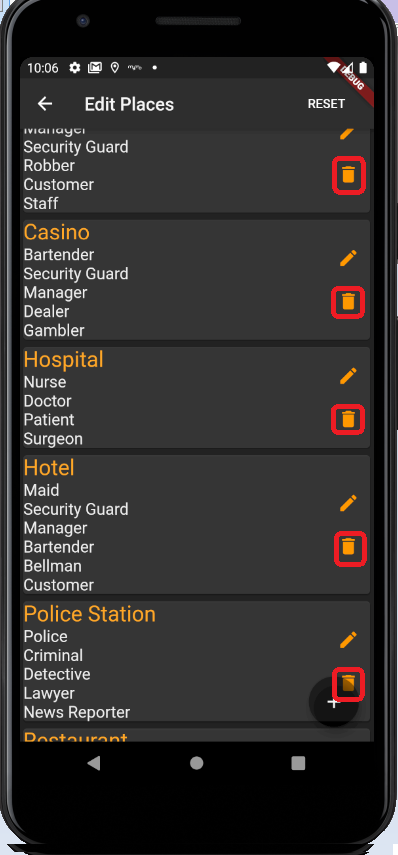 10:06
DEBUG
Edit Places
RESET
Manager
Security Guard
Robber
Customer
Staff
Casino
Bartender
Security Guard
Manager
Dealer
Gambler
Hospital
Nurse
Doctor
Patient
Surgeon
Hotel
Maid
Security Guard
Manager
Bartender
Bellman
Customer
Police Station
Police
Criminal
Detective
Lawyer
News Reporter
+
Restaurant